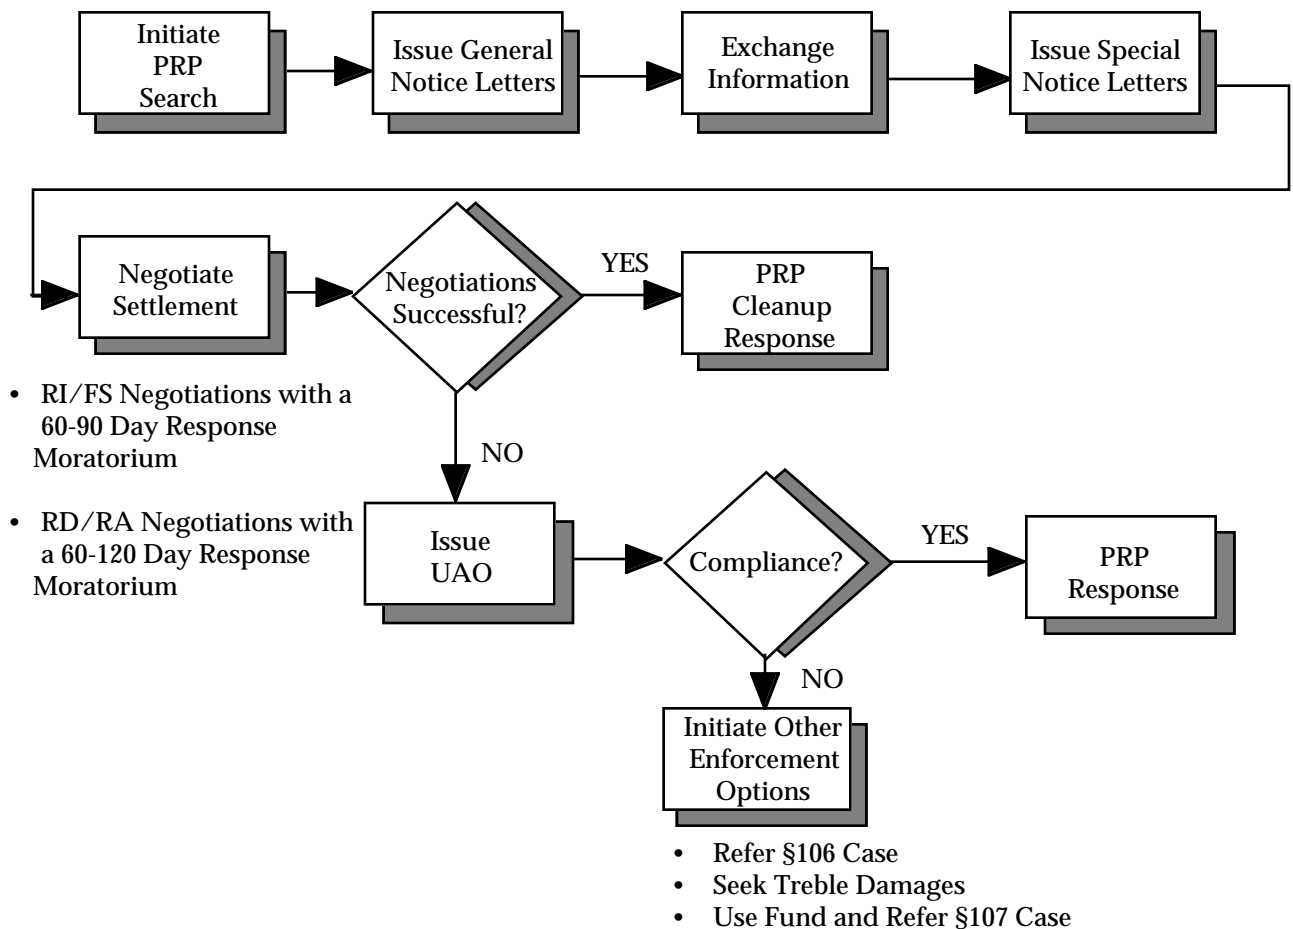 Initiate
PRP
Search
Issue General
Notice Letters
Exchange
Information
Issue Special
Notice Letters
Negotiate
Settlement
Negotiations
Successful?
YES
PRP
Cleanup
Response
• RI/FS Negotiations with a
60-90 Day Response
Moratorium
• RD/RA Negotiations with
a 60-120 Day Response
Moratorium
NO
Issue
UAO
Compliance?
YES
PRP
Response
NO
Initiate Other
Enforcement
Options
• Refer §106 Case
• Seek Treble Damages
• Use Fund and Refer §107 Case